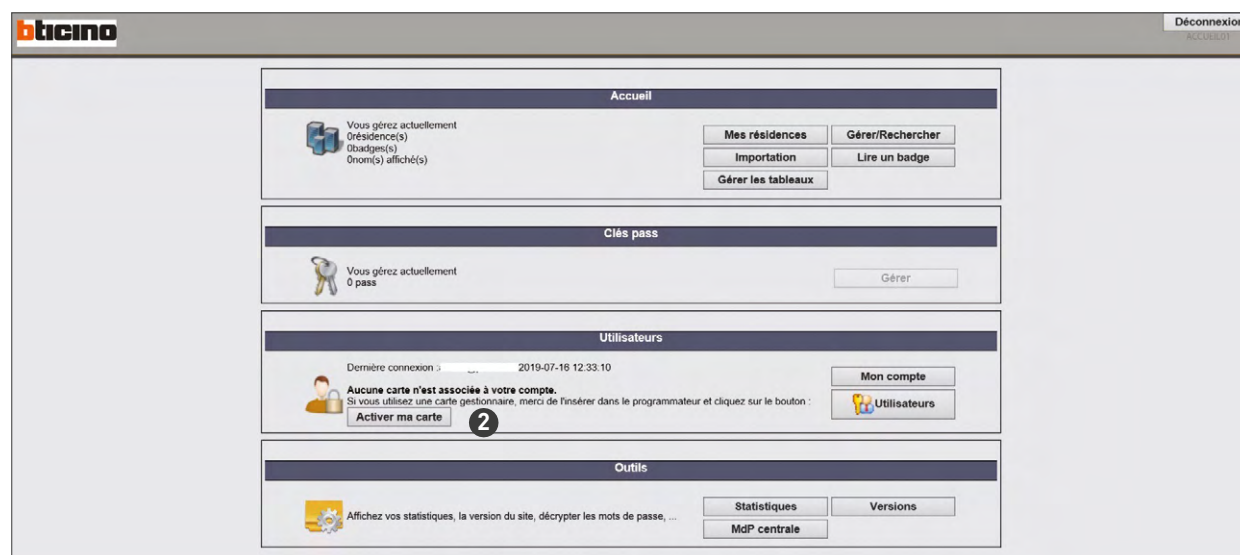 bticino
Déconnexion
ACCUEIL01
Accueil
Vous gérez actuellement
0résidence(s)
0badges(s)
0nom(s) affiché(s)
Mes résidences
Gérer/Rechercher
Importation
Lire un badge
Gérer les tableaux
Clés pass
Vous gérez actuellement
0 pass
Gérer
Utilisateurs
Dernière connexion : 2019-07-16 12:33:10
Aucune carte n'est associée à votre compte.
Si vous utilisez une carte gestionnaire, merci de l'insérer dans le programmateur et cliquez sur le bouton :
Activer ma carte
2
Mon compte
Utilisateurs
Outils
Affichez vos statistiques, la version du site, décrypter les mots de passe, ...
Statistiques
Versions
MdP centrale